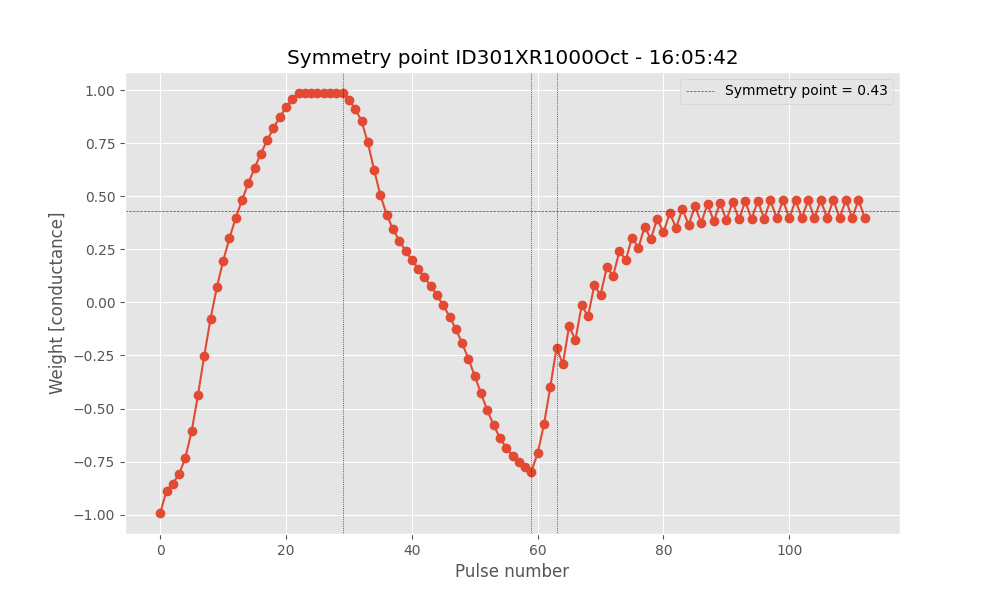 Symmetry point ID301XR1000Oct - 16:05:42
Symmetry point = 0.43
1.00
0.75
0.50
0.25
0.00
−0.25
−0.50
−0.75
−1.00
Weight [conductance]
0 20 40 60 80 100
Pulse number